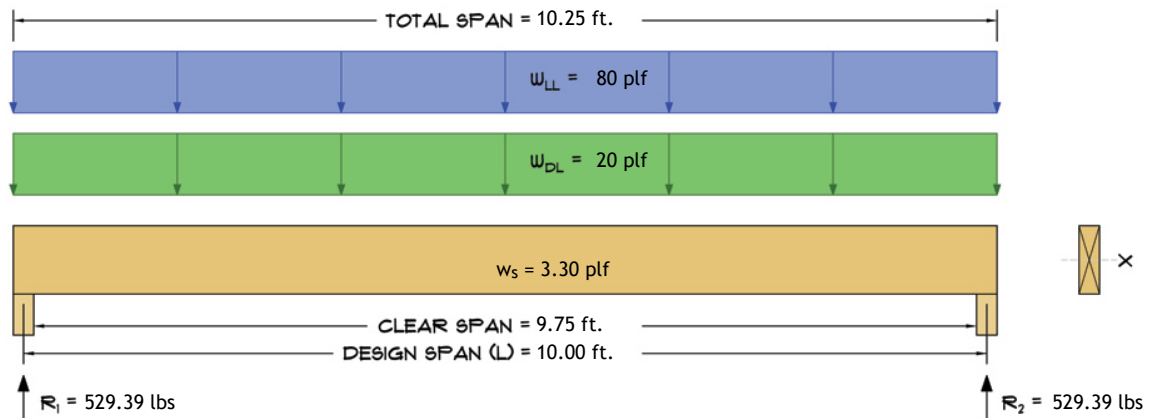 TOTAL SPAN = 10.25 ft.
WLL = 80 plf
WDL = 20 plf
ws = 3.30 plf
X
CLEAR SPAN = 9.75 ft.
DESIGN SPAN (L) = 10.00 ft.
R1 = 529.39 lbs
R2 = 529.39 lbs